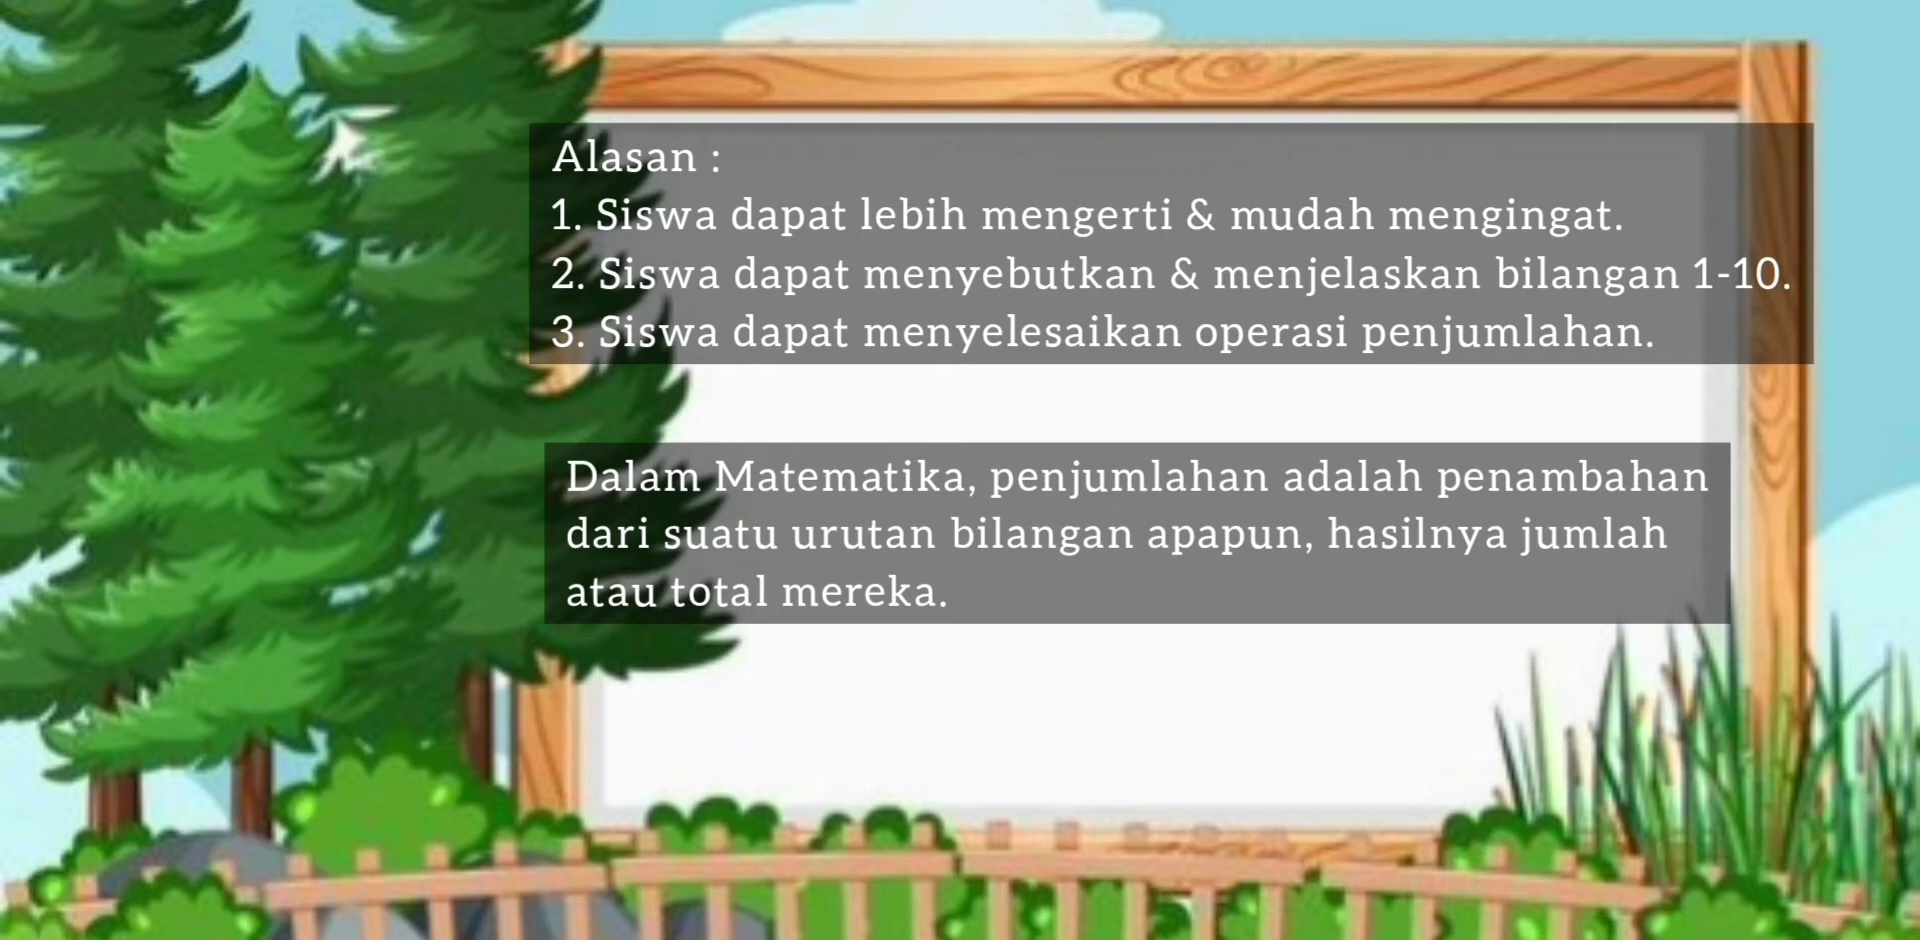 Alasan :
1. Siswa dapat lebih mengerti & mudah mengingat.
2. Siswa dapat menyebutkan & menjelaskan bilangan 1-10.
3. Siswa dapat menyelesaikan operasi penjumlahan.
Dalam Matematika, penjumlahan adalah penambahan
dari suatu urutan bilangan apapun, hasilnya jumlah
atau total mereka.